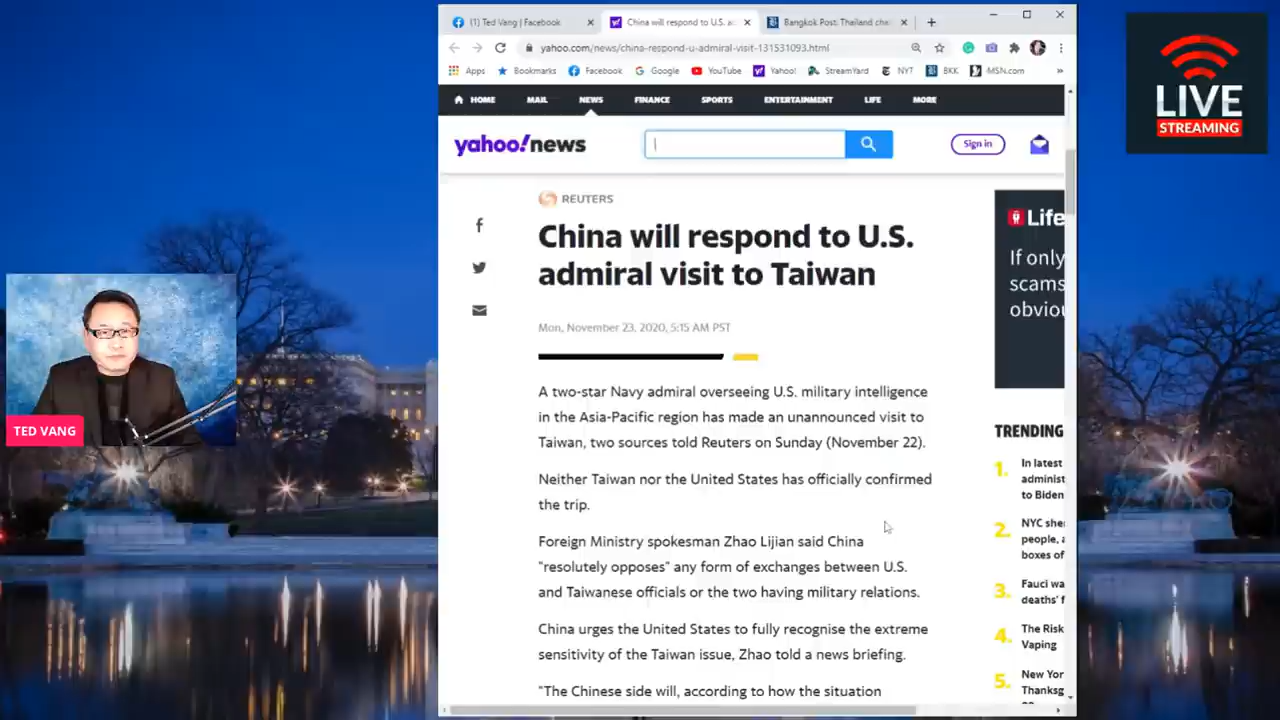 (1) Ted Vang | Facebook
China will respond to U.S. a
Bangkok Post: Thailand cha
yahoo.com/news/china-respond-u-admiral-visit-131531093.html
Apps
Bookmarks
Facebook
Google
YouTube
Yahoo!
StreamYard
NYT
BKK
MSN.com
»
HOME
MAIL
NEWS
FINANCE
SPORTS
ENTERTAINMENT
LIFE
MORE
yahoo!news
Sign in
REUTERS
China will respond to U.S.
admiral visit to Taiwan
Mon, November 23, 2020, 5:15 AM PST
A two-star Navy admiral overseeing U.S. military intelligence
in the Asia-Pacific region has made an unannounced visit to
Taiwan, two sources told Reuters on Sunday (November 22).
Neither Taiwan nor the United States has officially confirmed
the trip.
Foreign Ministry spokesman Zhao Lijian said China
"resolutely opposes" any form of exchanges between U.S.
and Taiwanese officials or the two having military relations.
China urges the United States to fully recognise the extreme
sensitivity of the Taiwan issue, Zhao told a news briefing.
"The Chinese side will, according to how the situation
Life
If only
scams
obviou
TRENDING
1.
In latest
administ
to Biden
2.
NYC she
people, a
boxes of
3.
Fauci wa
deaths' f
4.
The Risk
Vaping
5.
New Yor
Thanksg
LIVE
STREAMING
TED VANG